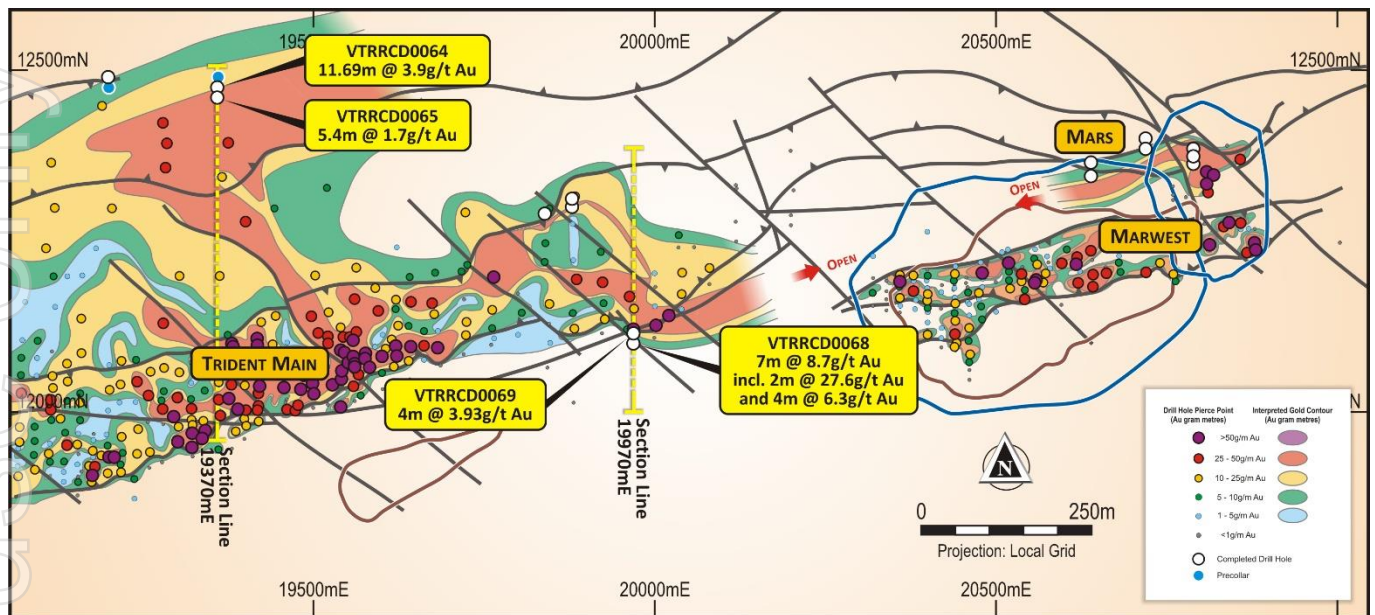 20000mE
20500mE
12500mN
12500mN
VTRRCD0064
11.69m @ 3.9g/t Au
VTRRCD0065
5.4m @ 1.7g/t Au
MARS
OPEN
MARWEST
OPEN
TRIDENT MAIN
VTRRCD0069
4m @ 3.93g/t Au
VTRRCD0068
7m @ 8.7g/t Au
incl. 2m @ 27.6g/t Au
and 4m @ 6.3g/t Au
Section Line
19370mE
Section Line
19970mE
N
0
250m
Projection: Local Grid
Drill Hole Pierce Point
(Au gram metres)
Interpreted Gold Contour
(Au gram metres)
>50g/m Au
25 - 50g/m Au
10 - 25g/m Au
5 - 10g/m Au
1 - 5g/m Au
<1g/m Au
Completed Drill Hole
Precollar
19500mE
20000mE
20500mE